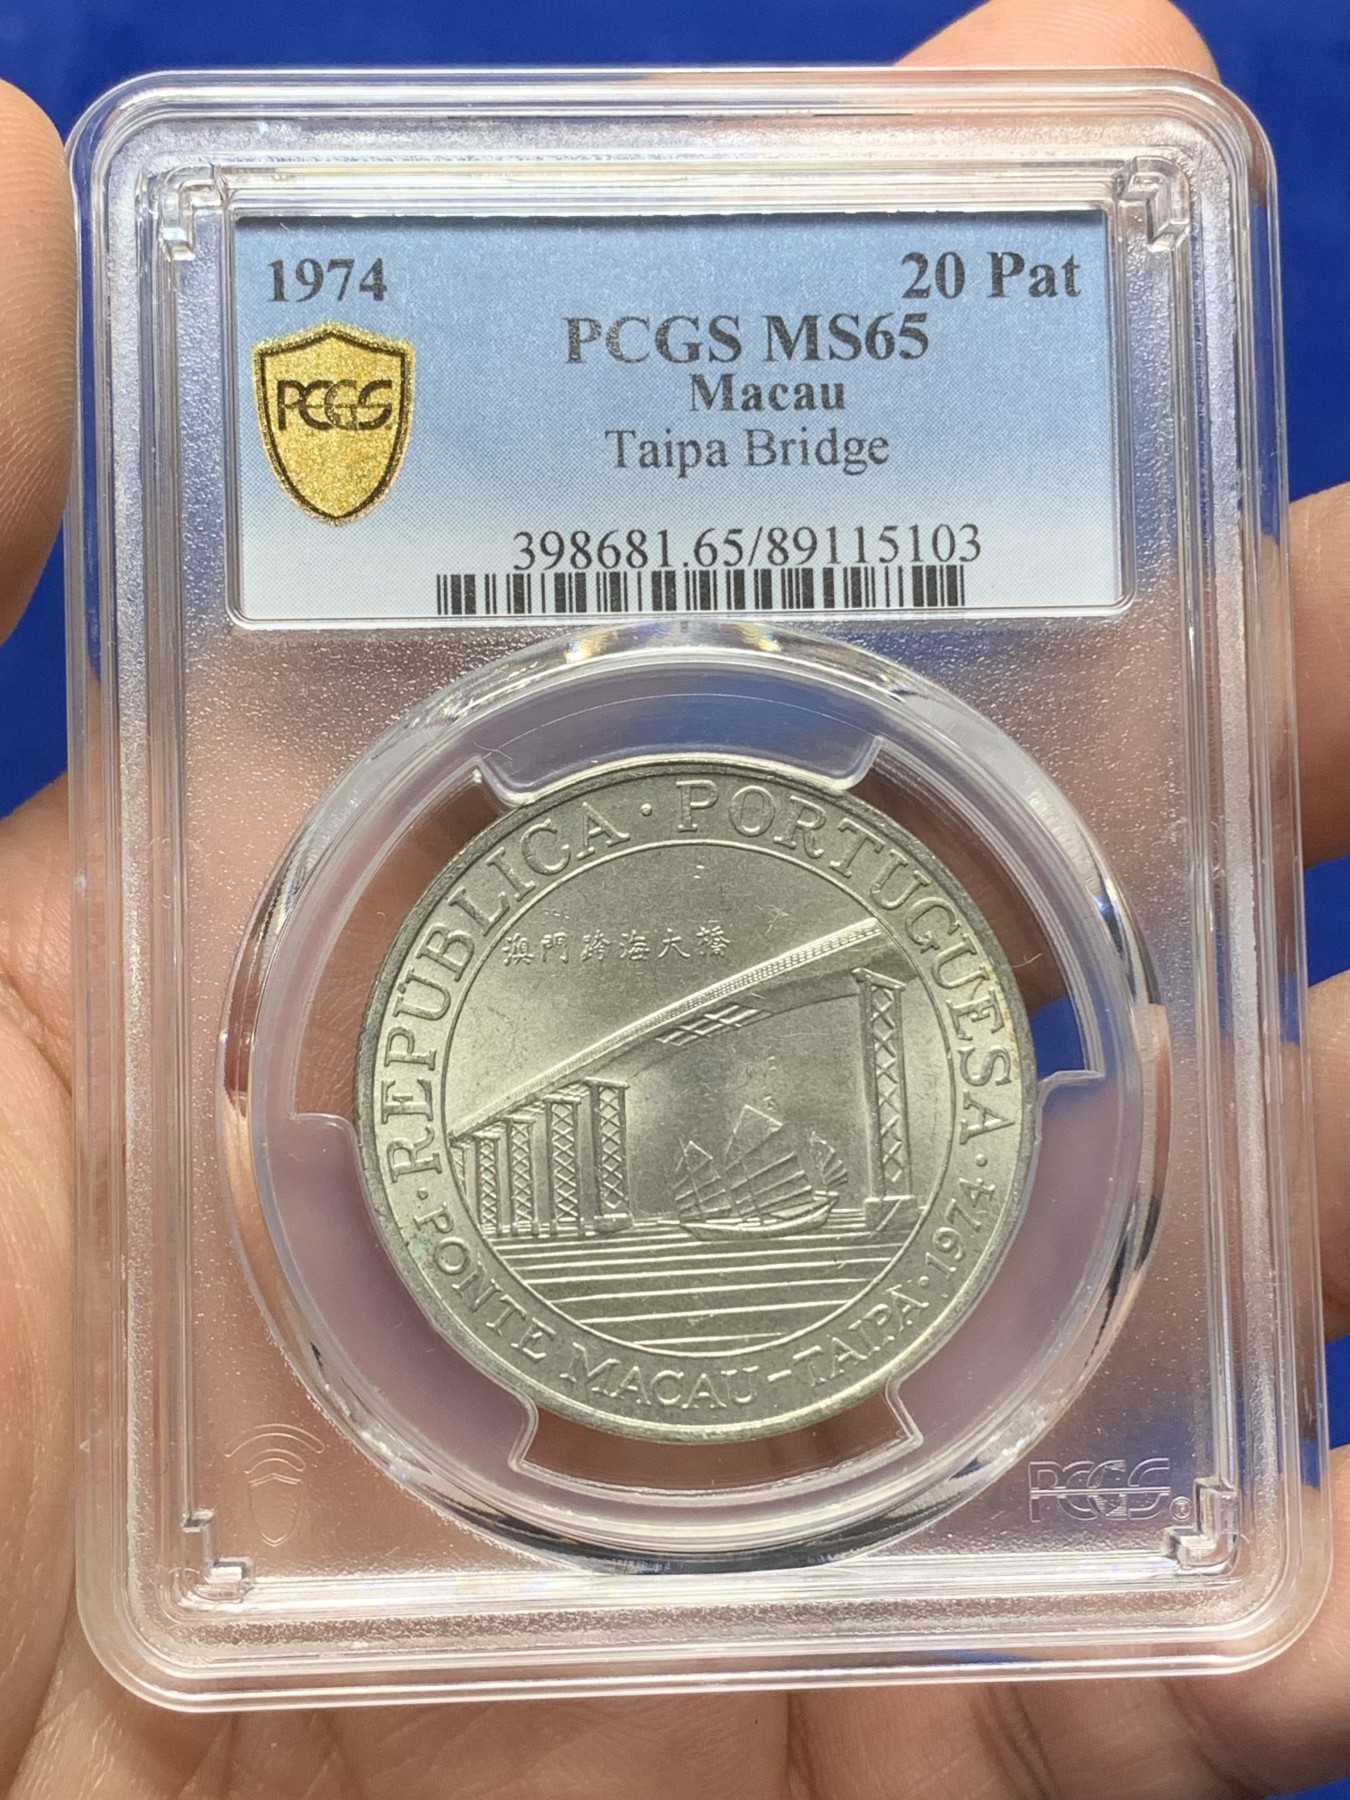 1974
20 Pat
PCGS MS65
Macau
PCGS
Taipa Bridge
398681.65/89115103
REPUBLICA · PORTUGUESA
澳門跨海大橋
· PONTE MACAU-TAIPA · 1974 ·
PCGS